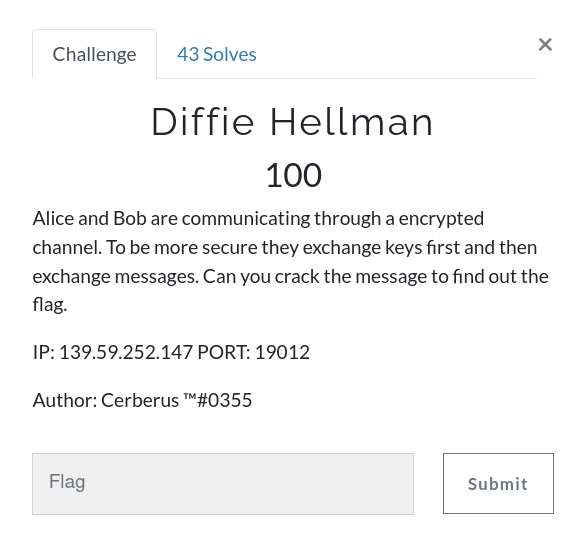 Challenge
43 Solves
×
Diffie Hellman
100
Alice and Bob are communicating through a encrypted
channel. To be more secure they exchange keys first and then
exchange messages. Can you crack the message to find out the
flag.
IP: 139.59.252.147 PORT: 19012
Author: Cerberus ™#0355
Flag
Submit